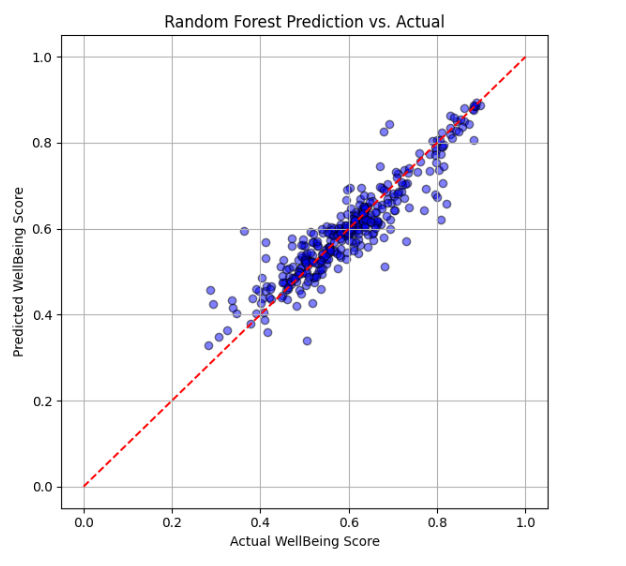 Random Forest Prediction vs. Actual
1.0
0.8
0.6
0.4
0.2
0.0
Predicted WellBeing Score
0.0 0.2 0.4 0.6 0.8 1.0
Actual WellBeing Score